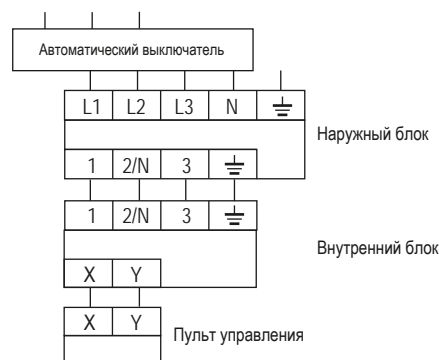 Автоматический выключатель
L1 L2 L3 N
Наружный блок
1 2/N 3
1 2/N 3
Внутренний блок
X Y
X Y
Пульт управления